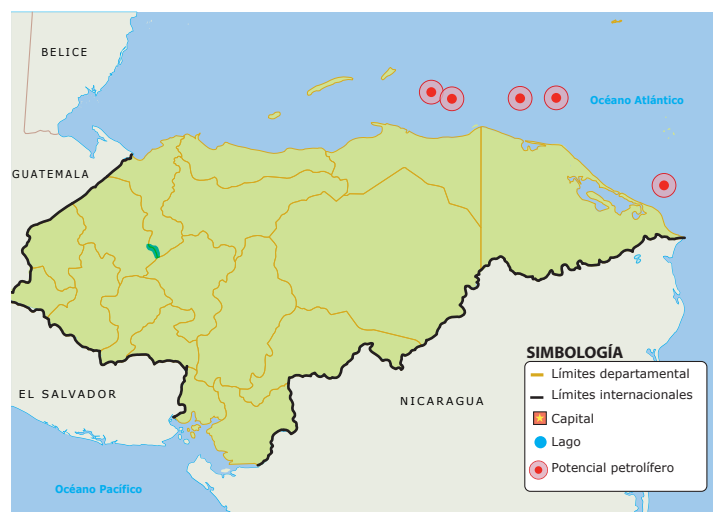 BELICE
Océano Atlántico
GUATEMALA
EL SALVADOR
NICARAGUA
Océano Pacífico
SIMBOLOGÍA
Límites departamental
Límites internacionales
Capital
Lago
Potencial petrolífero